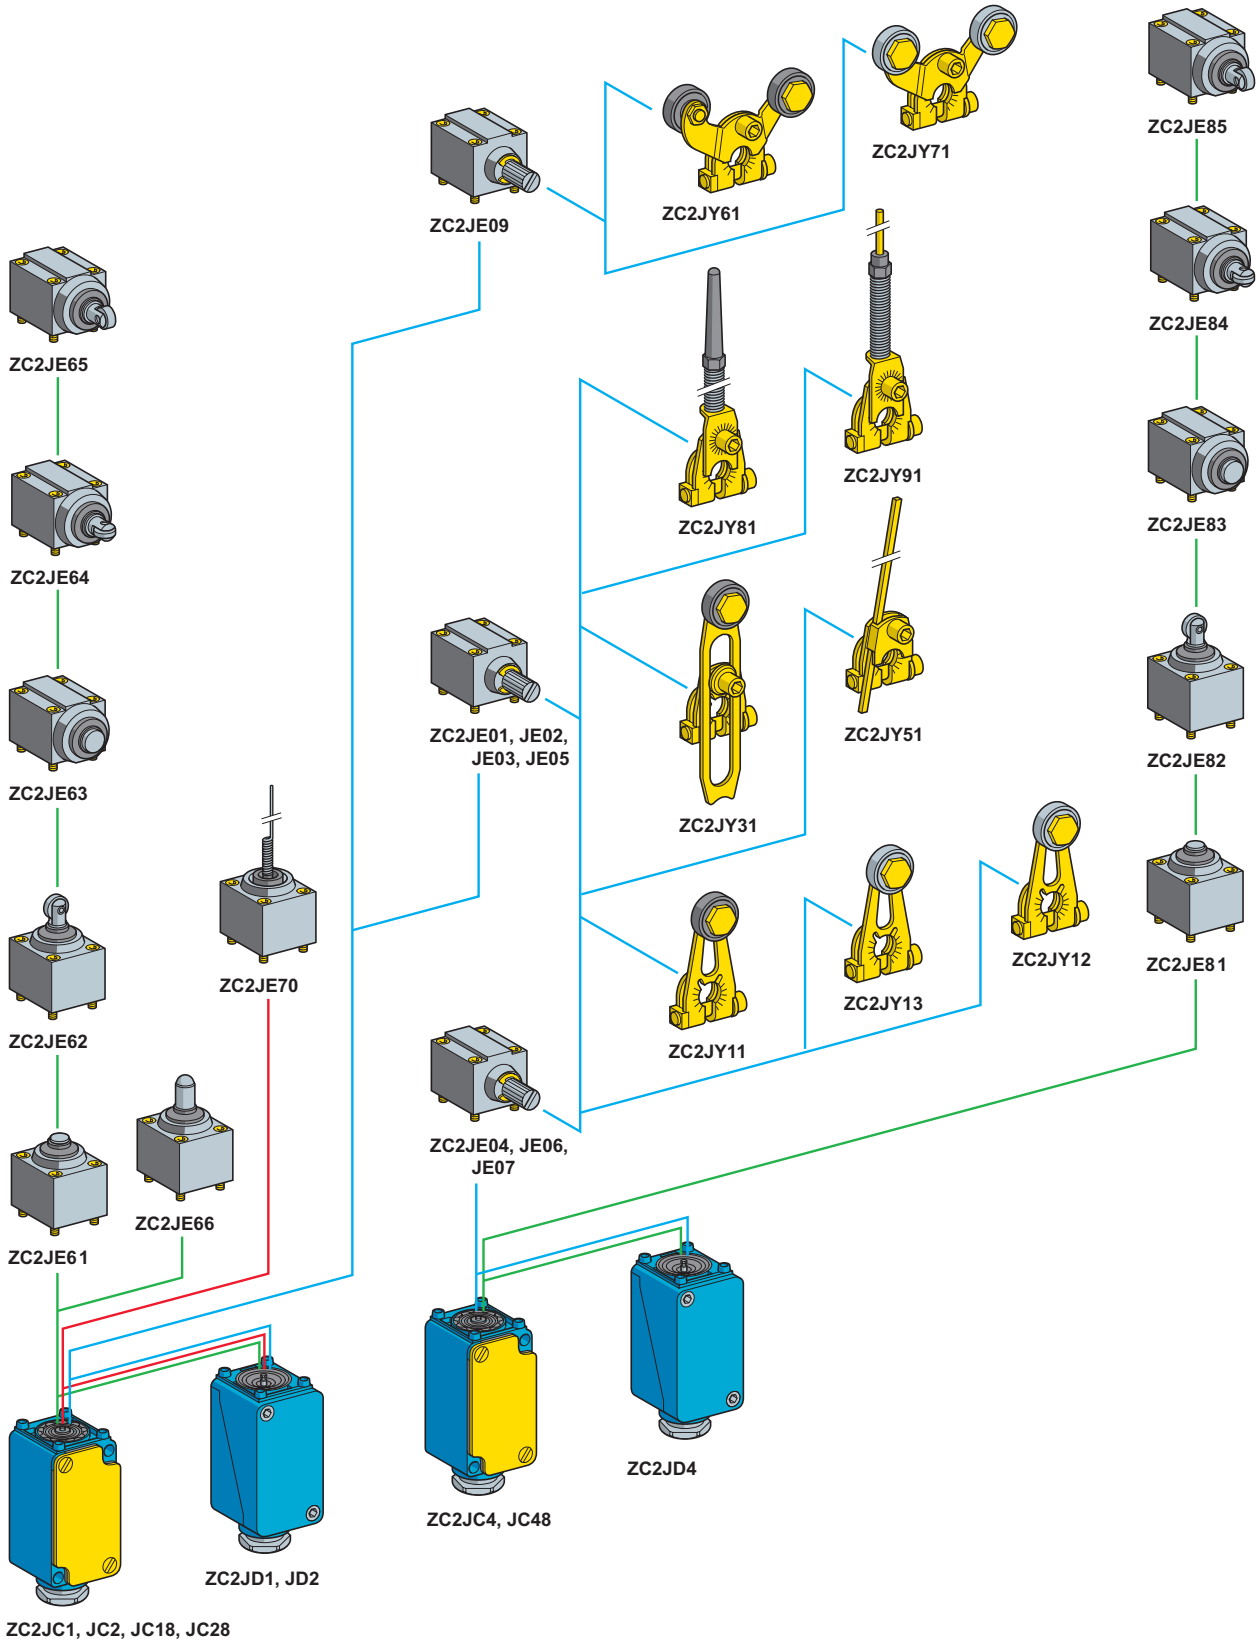 ZC2JE85
ZC2JY71
ZC2JY61
ZC2JE09
ZC2JE84
ZC2JE65
ZC2JY91
ZC2JY81
ZC2JE83
ZC2JE64
ZC2JE01, JE02,
JE03, JE05
ZC2JY51
ZC2JE82
ZC2JE63
ZC2JY31
ZC2JY12
ZC2JE81
ZC2JE70
ZC2JY13
ZC2JE62
ZC2JY11
ZC2JE04, JE06,
JE07
ZC2JE66
ZC2JE61
ZC2JD4
ZC2JC4, JC48
ZC2JD1, JD2
ZC2JC1, JC2, JC18, JC28